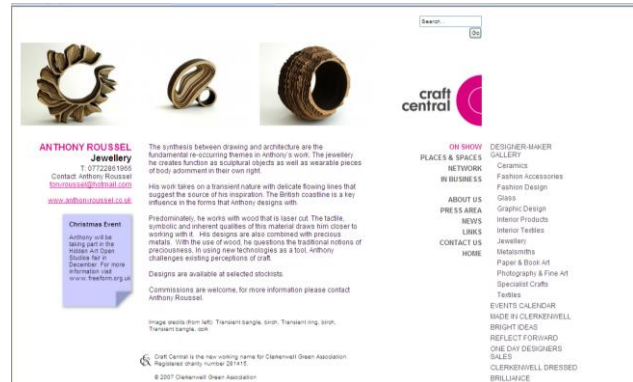 Search...
Go
craft
central
ANTHONY ROUSSEL
Jewellery
T: 07722861955
Contact: Anthony Roussel
tonyroussel@hotmail.com
www.anthonyroussel.co.uk
Christmas Event
Anthony will be
taking part in the
Hidden Art Open
Studios fair in
December. For more
information visit
www.freeform.org.uk
The synthesis between drawing and architecture are the
fundamental re-occurring themes in Anthony's work. The jewellery
he creates function as sculptural objects as well as wearable pieces
of body adornment in their own right.
His work takes on a transient nature with delicate flowing lines that
suggest the source of his inspiration. The British coastline is a key
influence in the forms that Anthony designs with.
Predominately, he works with wood that is laser cut. The tactile,
symbolic and inherent qualities of this material draws him closer to
working with it. His designs are also combined with precious
metals. With the use of wood, he questions the traditional notions of
preciousness. In using new technologies as a tool, Anthony
challenges existing perceptions of craft.
Designs are available at selected stockists.
Commissions are welcome, for more information please contact
Anthony Roussel.
Image credits (from left): Transient bangle, birch, Transient ring, birch,
Transient bangle, oak
Craft Central is the new working name for Clerkenwell Green Association
Registered charity number 281415.
© 2007 Clerkenwell Green Association
ON SHOW
PLACES & SPACES
NETWORK
IN BUSINESS
ABOUT US
PRESS AREA
NEWS
LINKS
CONTACT US
HOME
DESIGNER-MAKER
GALLERY
Ceramics
Fashion Accessories
Fashion Design
Glass
Graphic Design
Interior Products
Interior Textiles
Jewellery
Metalsmiths
Paper & Book Art
Photography & Fine Art
Specialist Crafts
Textiles
EVENTS CALENDAR
MADE IN CLERKENWELL
BRIGHT IDEAS
REFLECT FORWARD
ONE DAY DESIGNERS
SALES
CLERKENWELL DRESSED
BRILLIANCE